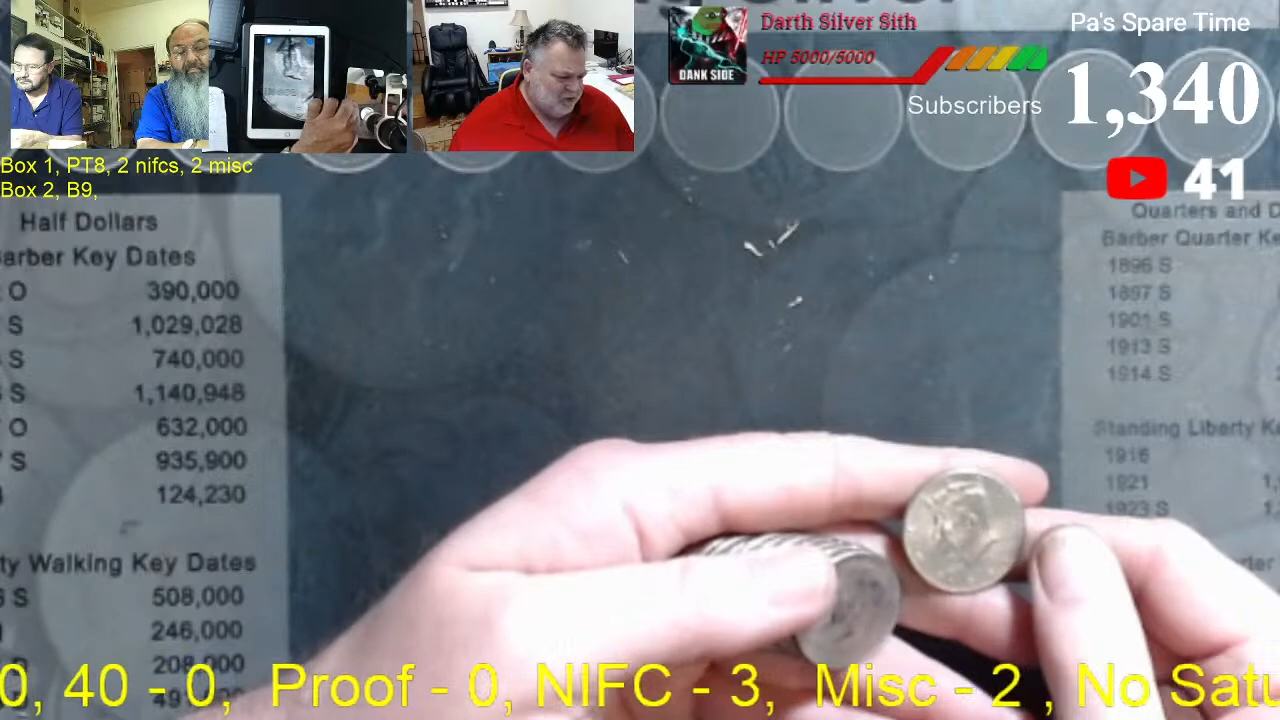 Darth Silver Sith
HP 5000/5000
DANK SIDE
Pa's Spare Time
Subscribers 1,340
41
Box 1, PT8, 2 nifcs, 2 misc
Box 2, B9,
Half Dollars
arber Key Dates
O 390,000
S 1,029,028
S 740,000
S 1,140,948
O 632,000
S 935,900
124,230
ty Walking Key Dates
S 508,000
246,000
208,000
Quarters and D
Barber Quarter Ke
1896 S
1897 S
1901 S
1913 S
1914 S
Standing Liberty Ke
1916
1921 1,
1923 S
0, 40 - 0, Proof - 0, NIFC - 3, Misc - 2 , No Satu